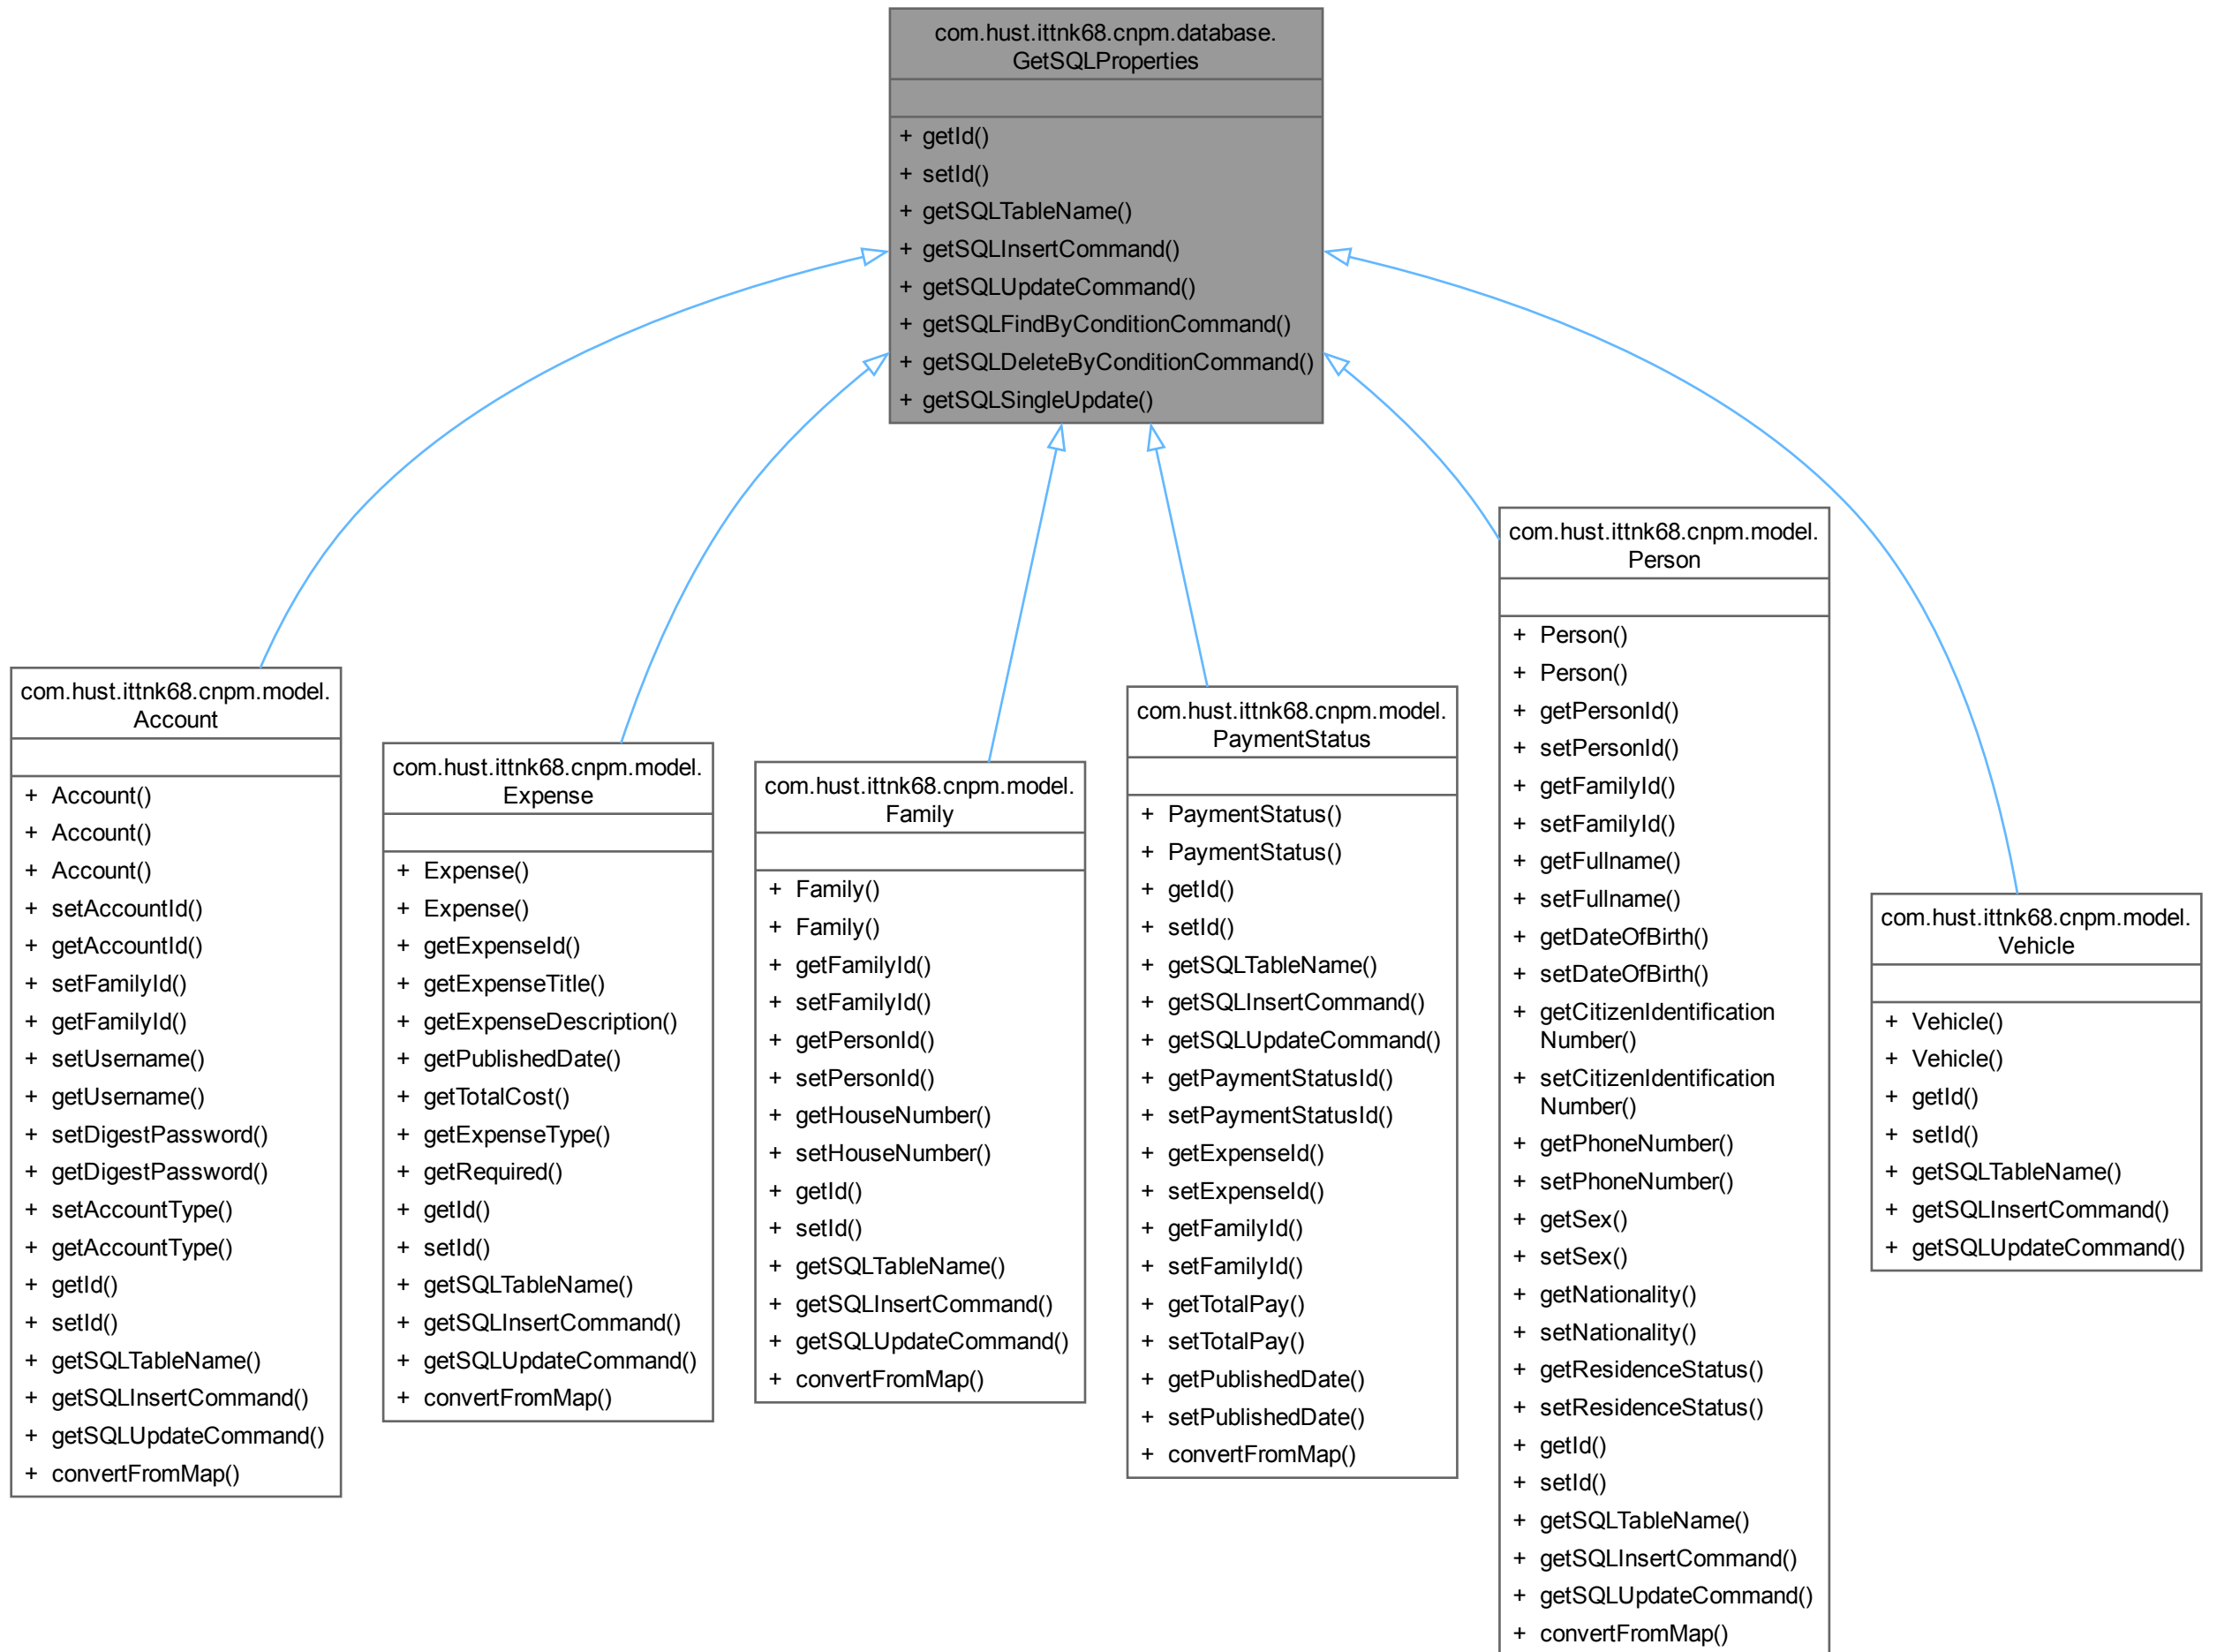 com.hust.ittnk68.cnpm.database.
GetSQLProperties
+ getId()
+ setId()
+ getSQLTableName()
+ getSQLInsertCommand()
+ getSQLUpdateCommand()
+ getSQLFindByConditionCommand()
+ getSQLDeleteByConditionCommand()
+ getSQLSingleUpdate()
com.hust.ittnk68.cnpm.model.
Account
+ Account()
+ Account()
+ Account()
+ setAccountId()
+ getAccountId()
+ setFamilyId()
+ getFamilyId()
+ setUsername()
+ getUsername()
+ setDigestPassword()
+ getDigestPassword()
+ setAccountType()
+ getAccountType()
+ getId()
+ setId()
+ getSQLTableName()
+ getSQLInsertCommand()
+ getSQLUpdateCommand()
+ convertFromMap()
com.hust.ittnk68.cnpm.model.
Expense
+ Expense()
+ Expense()
+ getExpenseId()
+ getExpenseTitle()
+ getExpenseDescription()
+ getPublishedDate()
+ getTotalCost()
+ getExpenseType()
+ getRequired()
+ getId()
+ setId()
+ getSQLTableName()
+ getSQLInsertCommand()
+ getSQLUpdateCommand()
+ convertFromMap()
com.hust.ittnk68.cnpm.model.
Family
+ Family()
+ Family()
+ getFamilyId()
+ setFamilyId()
+ getPersonId()
+ setPersonId()
+ getHouseNumber()
+ setHouseNumber()
+ getId()
+ setId()
+ getSQLTableName()
+ getSQLInsertCommand()
+ getSQLUpdateCommand()
+ convertFromMap()
com.hust.ittnk68.cnpm.model.
PaymentStatus
+ PaymentStatus()
+ PaymentStatus()
+ getId()
+ setId()
+ getSQLTableName()
+ getSQLInsertCommand()
+ getSQLUpdateCommand()
+ getPaymentStatusId()
+ setPaymentStatusId()
+ getExpenseId()
+ setExpenseId()
+ getFamilyId()
+ setFamilyId()
+ getTotalPay()
+ setTotalPay()
+ getPublishedDate()
+ setPublishedDate()
+ convertFromMap()
com.hust.ittnk68.cnpm.model.
Person
+ Person()
+ Person()
+ getPersonId()
+ setPersonId()
+ getFamilyId()
+ setFamilyId()
+ getFullname()
+ setFullname()
+ getDateOfBirth()
+ setDateOfBirth()
+ getCitizenIdentification
Number()
+ setCitizenIdentification
Number()
+ getPhoneNumber()
+ setPhoneNumber()
+ getSex()
+ setSex()
+ getNationality()
+ setNationality()
+ getResidenceStatus()
+ setResidenceStatus()
+ getId()
+ setId()
+ getSQLTableName()
+ getSQLInsertCommand()
+ getSQLUpdateCommand()
+ convertFromMap()
com.hust.ittnk68.cnpm.model.
Vehicle
+ Vehicle()
+ Vehicle()
+ getId()
+ setId()
+ getSQLTableName()
+ getSQLInsertCommand()
+ getSQLUpdateCommand()